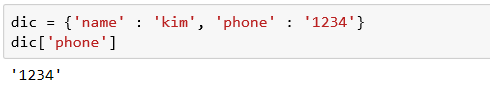 dic = {'name' : 'kim', 'phone' : '1234'}
dic['phone']
'1234'